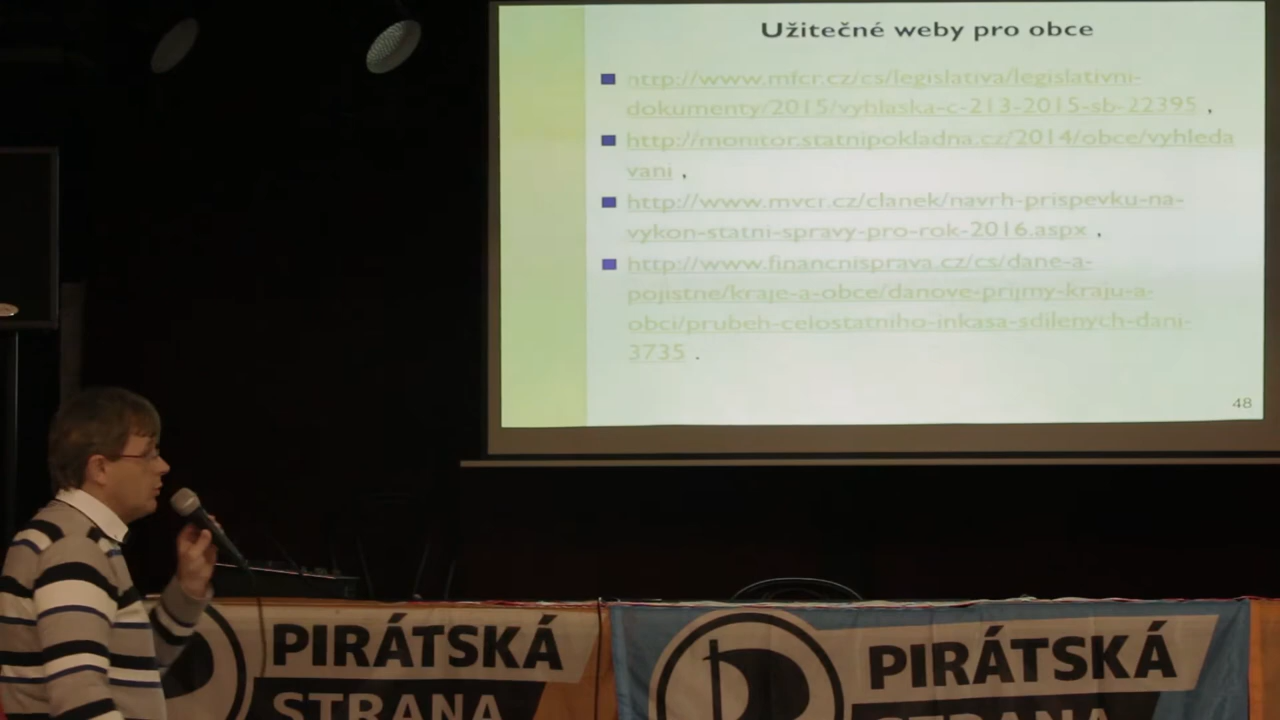 Užitečné weby pro obce
http://www.mfcr.cz/cs/legislativa/legislativni-
dokumenty/2015/vyhlaska-c-213-2015-sb-22395 ,
http://monitor.statnipokladna.cz/2014/obce/vyhleda
vani ,
http://www.mvcr.cz/clanek/navrh-prispevku-na-
vykon-statni-spravy-pro-rok-2016.aspx ,
http://www.financnisprava.cz/cs/dane-a-
pojistne/kraje-a-obce/danove-prijmy-kraju-a-
obci/prubeh-celostatniho-inkasa-sdilenych-dani-
3735 .
48
PIRÁTSKÁ
STRANA
PIRÁTSKÁ
STRANA